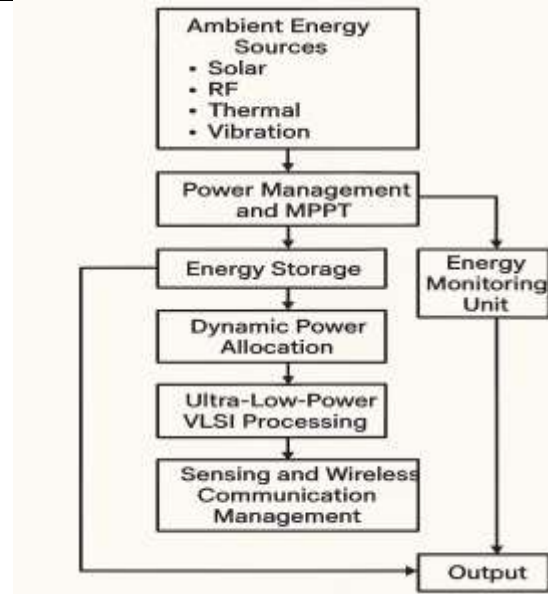 Ambient Energy
Sources
• Solar
• RF
• Thermal
• Vibration
Power Management
and MPPT
Energy Storage
Energy
Monitoring
Unit
Dynamic Power
Allocation
Ultra-Low-Power
VLSI Processing
Sensing and Wireless
Communication
Management
Output